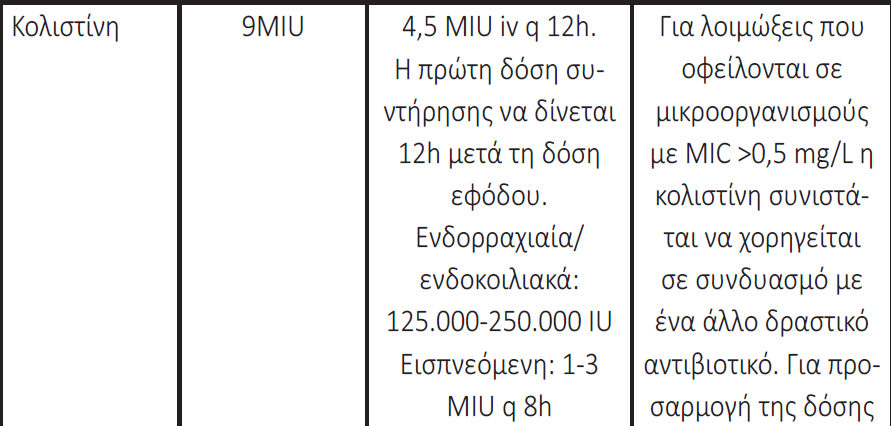 Κολιστίνη
9MIU
4,5 MIU iv q 12h.
Η πρώτη δόση συ-
ντήρησης να δίνεται
12h μετά τη δόση
εφόδου.
Ενδορραχιαία/
ενδοκοιλιακά:
125.000-250.000 IU
Εισπνεόμενη: 1-3
MIU q 8h
Για λοιμώξεις που
οφείλονται σε
μικροοργανισμούς
με MIC >0,5 mg/L η
κολιστίνη συνιστά-
ται να χορηγείται
σε συνδυασμό με
ένα άλλο δραστικό
αντιβιοτικό. Για προ-
σαρμογή της δόσης